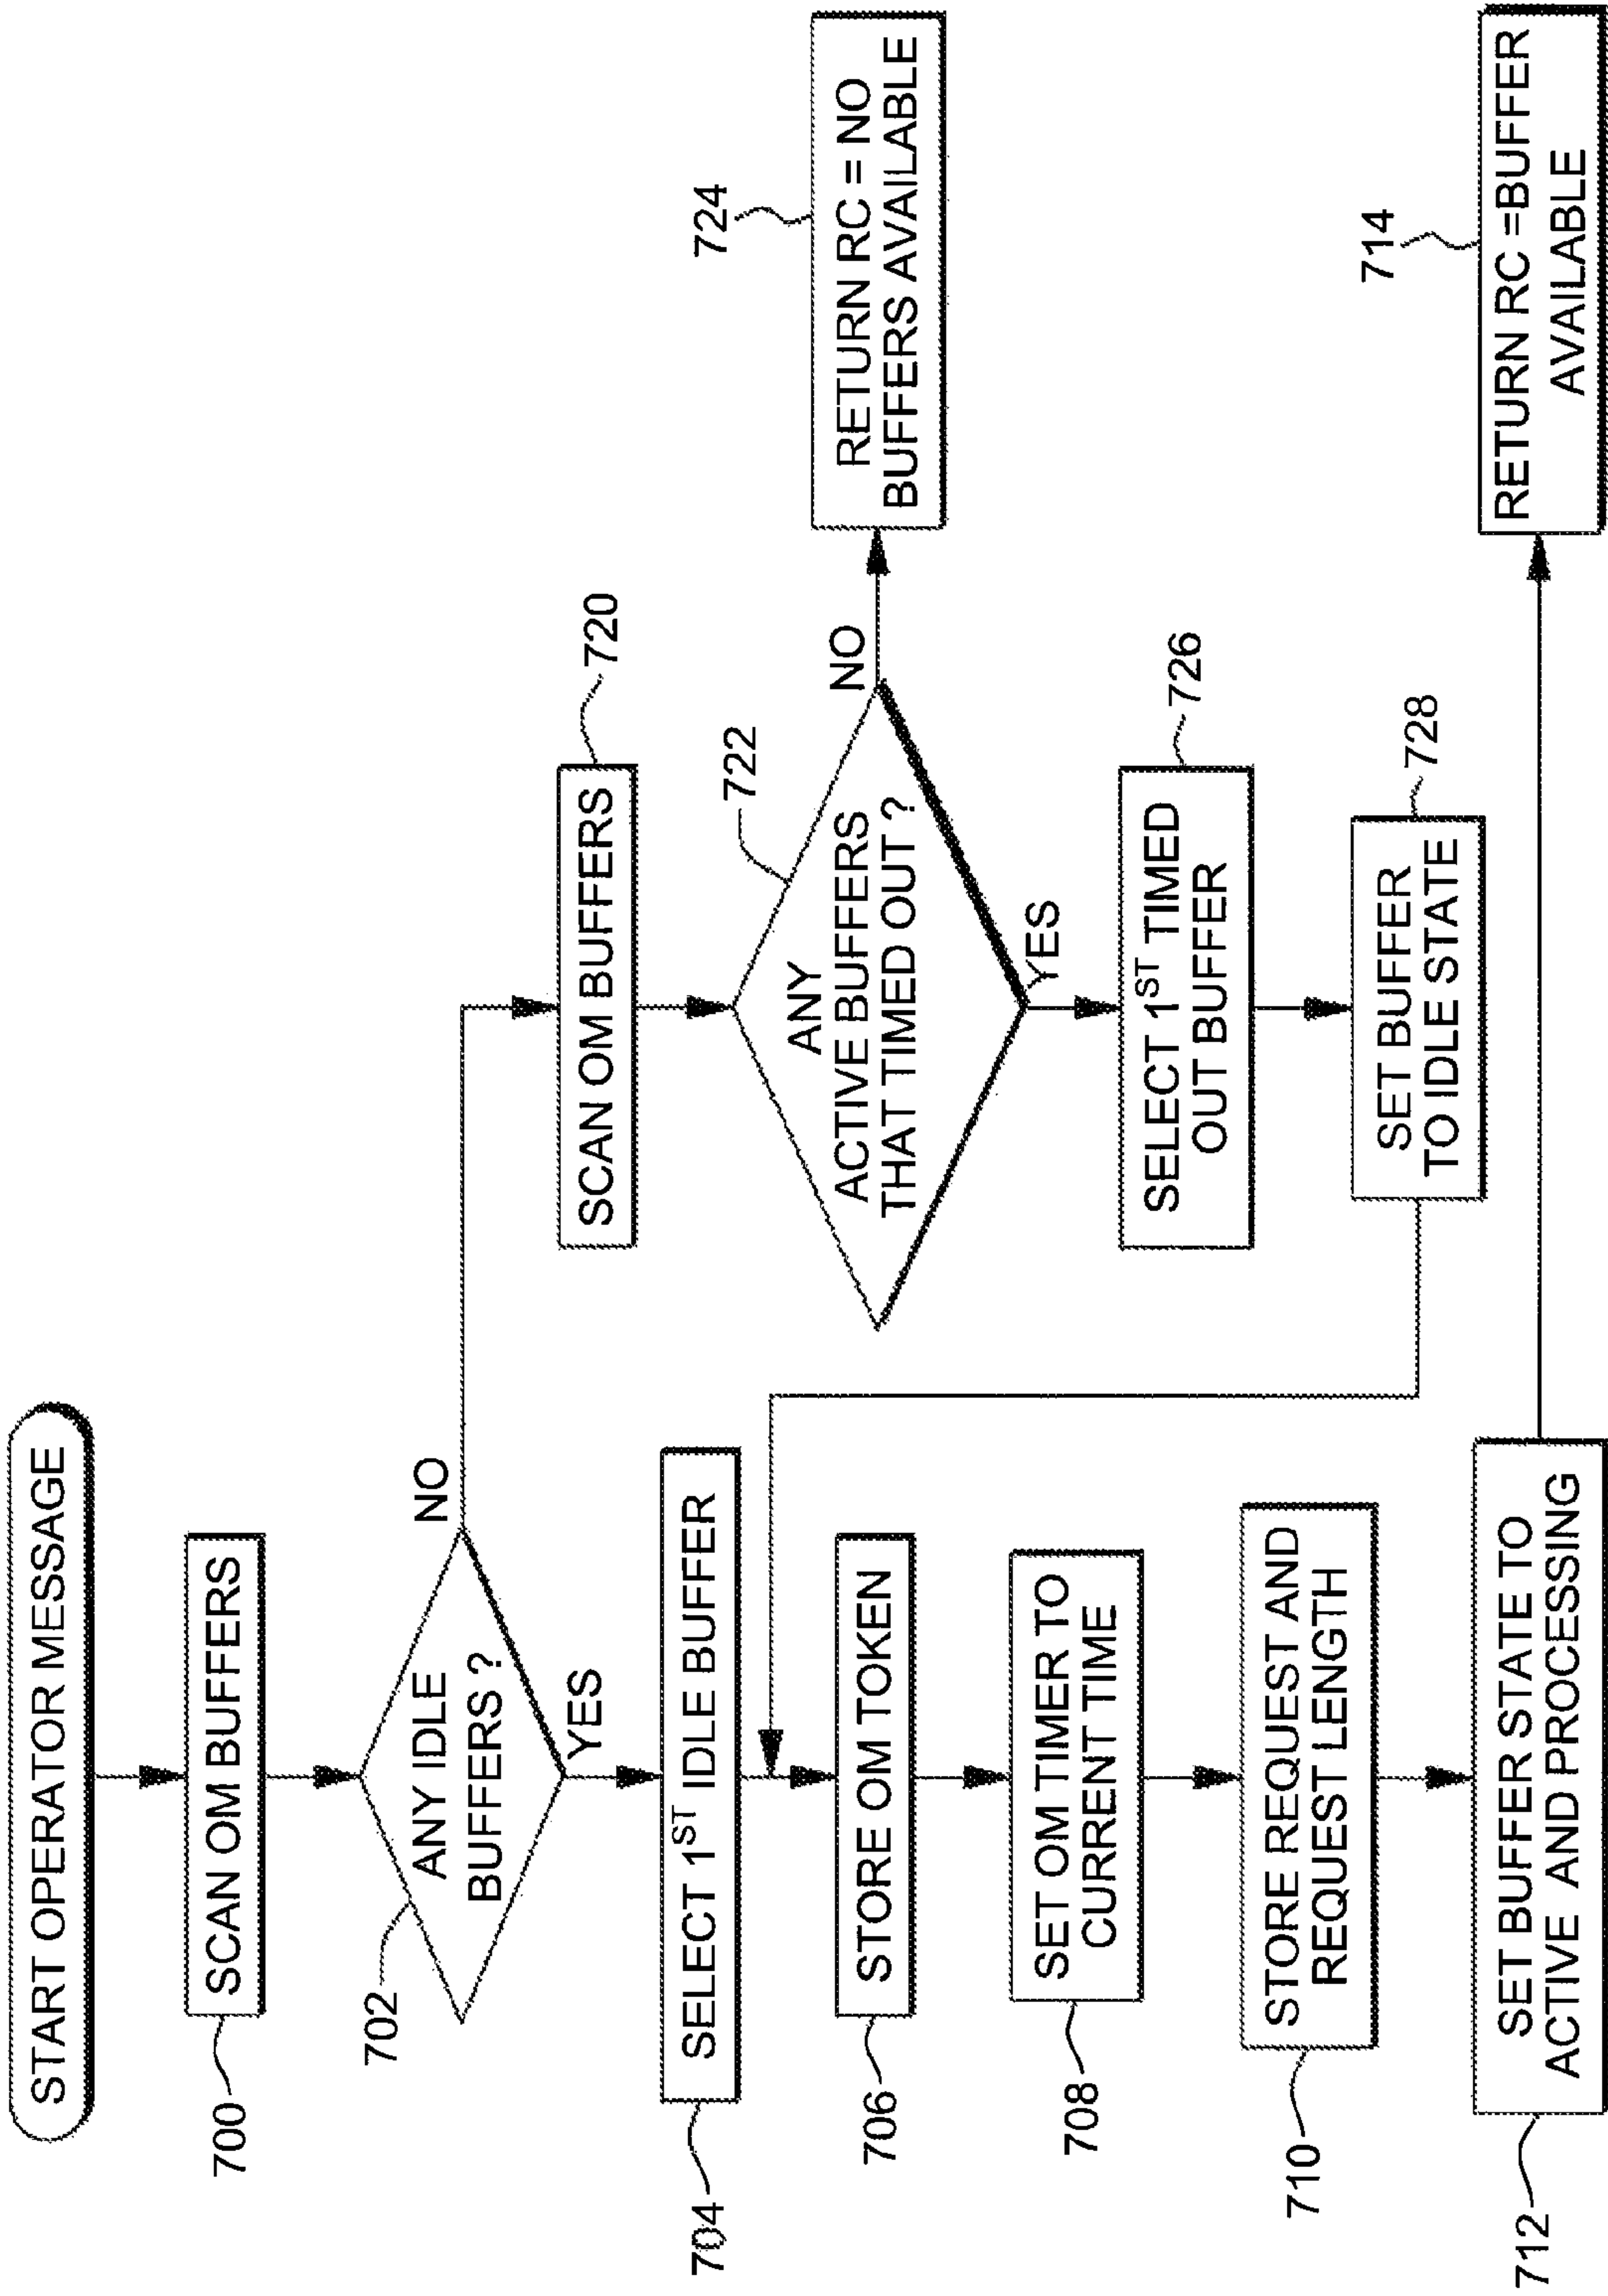 START OPERATOR MESSAGE
700
SCAN OM BUFFERS
702
ANY IDLE
BUFFERS ?
NO
YES
704
SELECT 1ST IDLE BUFFER
706
STORE OM TOKEN
708
SET OM TIMER TO
CURRENT TIME
710
STORE REQUEST AND
REQUEST LENGTH
712
SET BUFFER STATE TO
ACTIVE AND PROCESSING
720
SCAN OM BUFFERS
722
ANY
ACTIVE BUFFERS
THAT TIMED OUT ?
NO
YES
724
RETURN RC = NO
BUFFERS AVAILABLE
726
SELECT 1ST TIMED
OUT BUFFER
728
SET BUFFER
TO IDLE STATE
714
RETURN RC =BUFFER
AVAILABLE